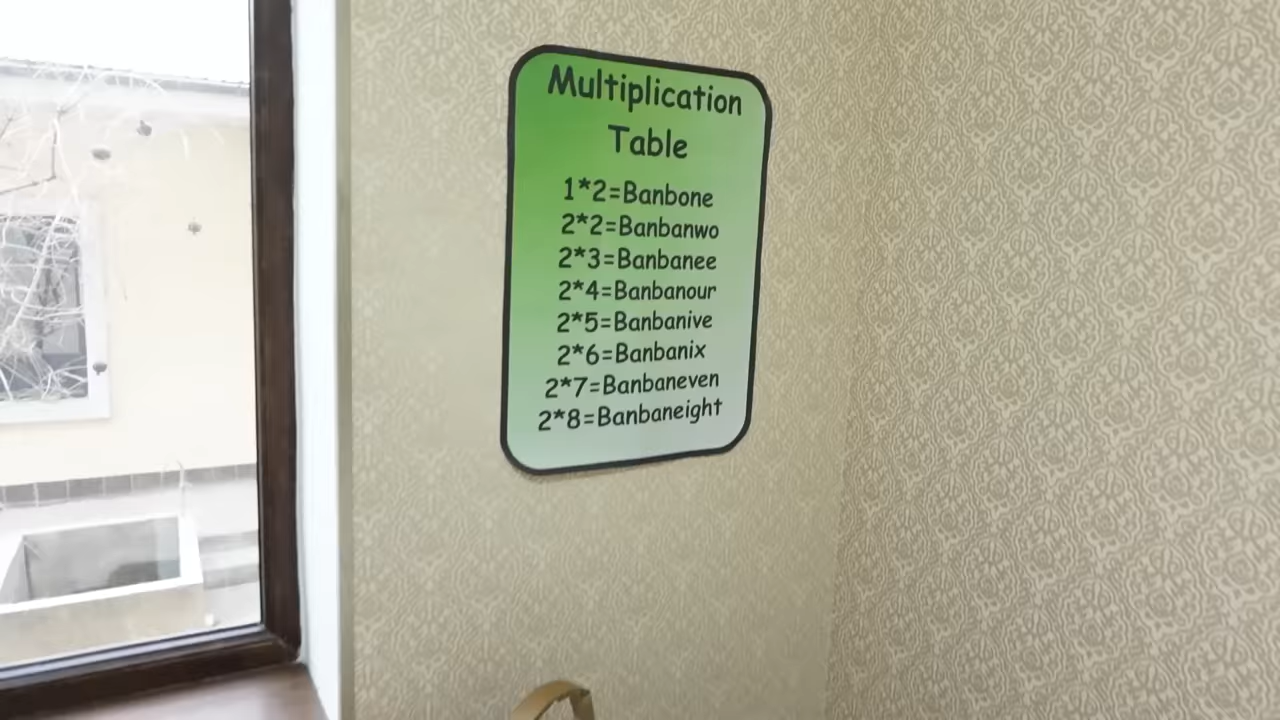 Multiplication
Table
1*2=Banbone
2*2=Banbanwo
2*3=Banbanee
2*4=Banbanour
2*5=Banbanive
2*6=Banbanix
2*7=Banbaneven
2*8=Banbaneight